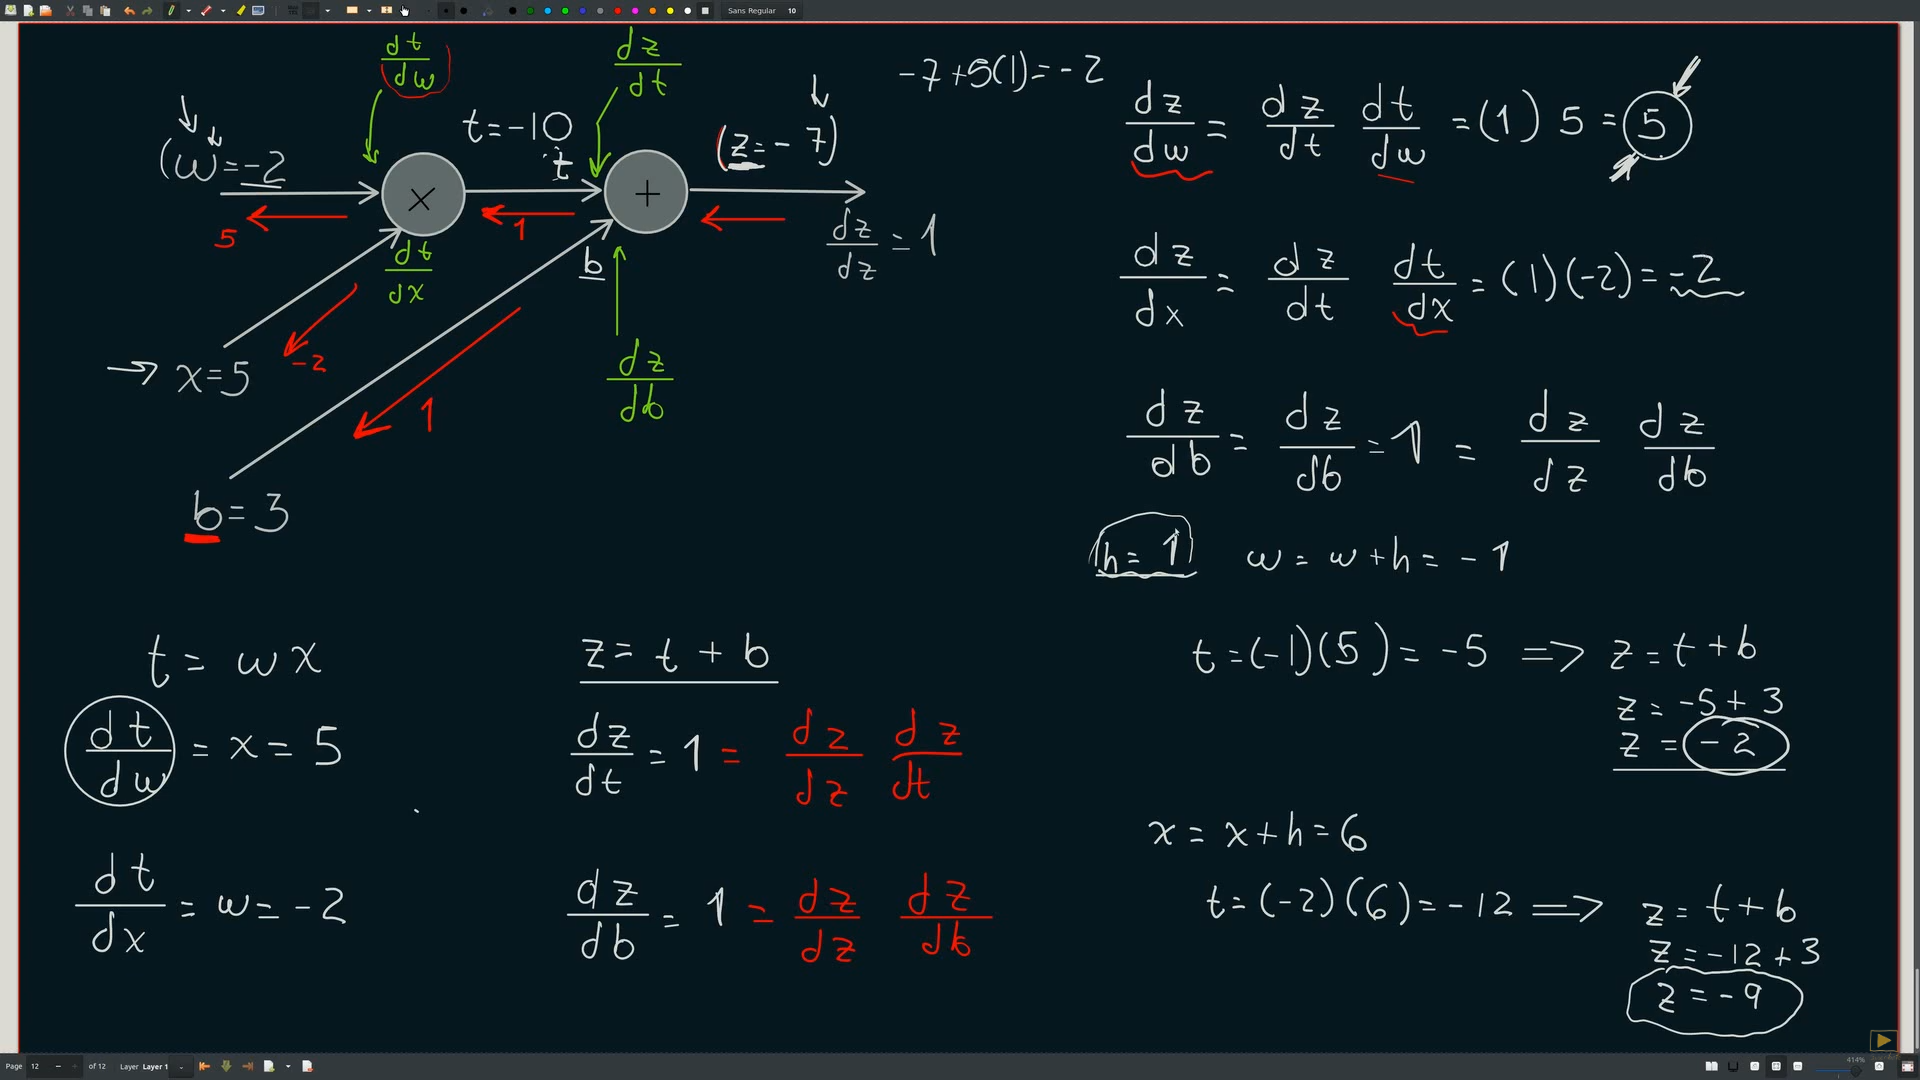 Sans Regular 10
dt/dw
dz/dt
t=-10
t
(w=-2
(z=-7)
×
+
5
1
dz/dz = 1
dt/dx
b
x=5
-2
1
dz/db
b=3
-7+5(1)=-2
dz/dw = dz/dt dt/dw = (1) 5 = 5
dz/dx = dz/dt dt/dx = (1)(-2) = -2
dz/db = dz/db = 1 = dz/dz dz/db
h=1 w = w+h = -1
t=(-1)(5)=-5 => z=t+b
z=-5+3
z=-2
x=x+h=6
t=(-2)(6)=-12 => z=t+b
z=-12+3
z=-9
t=wx
dt/dw = x = 5
dt/dx = w = -2
z=t+b
dz/dt = 1 = dz/dz dz/dt
dz/db = 1 = dz/dz dz/db
Page 12 − + of 12 Layer Layer 1
414%